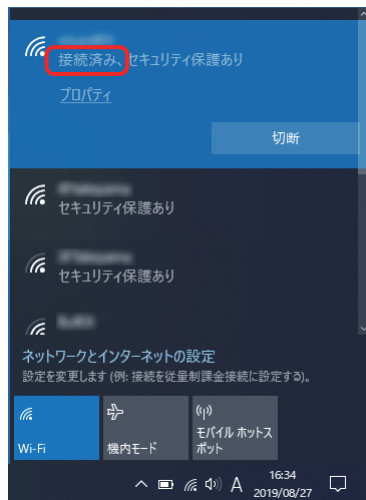 接続済み、セキュリティ保護あり
プロパティ
切断
セキュリティ保護あり
セキュリティ保護あり
ネットワークとインターネットの設定
設定を変更します (例: 接続を従量制課金接続に設定する)。
Wi-Fi
機内モード
モバイル ホットス
ポット
A
16:34
2019/08/27